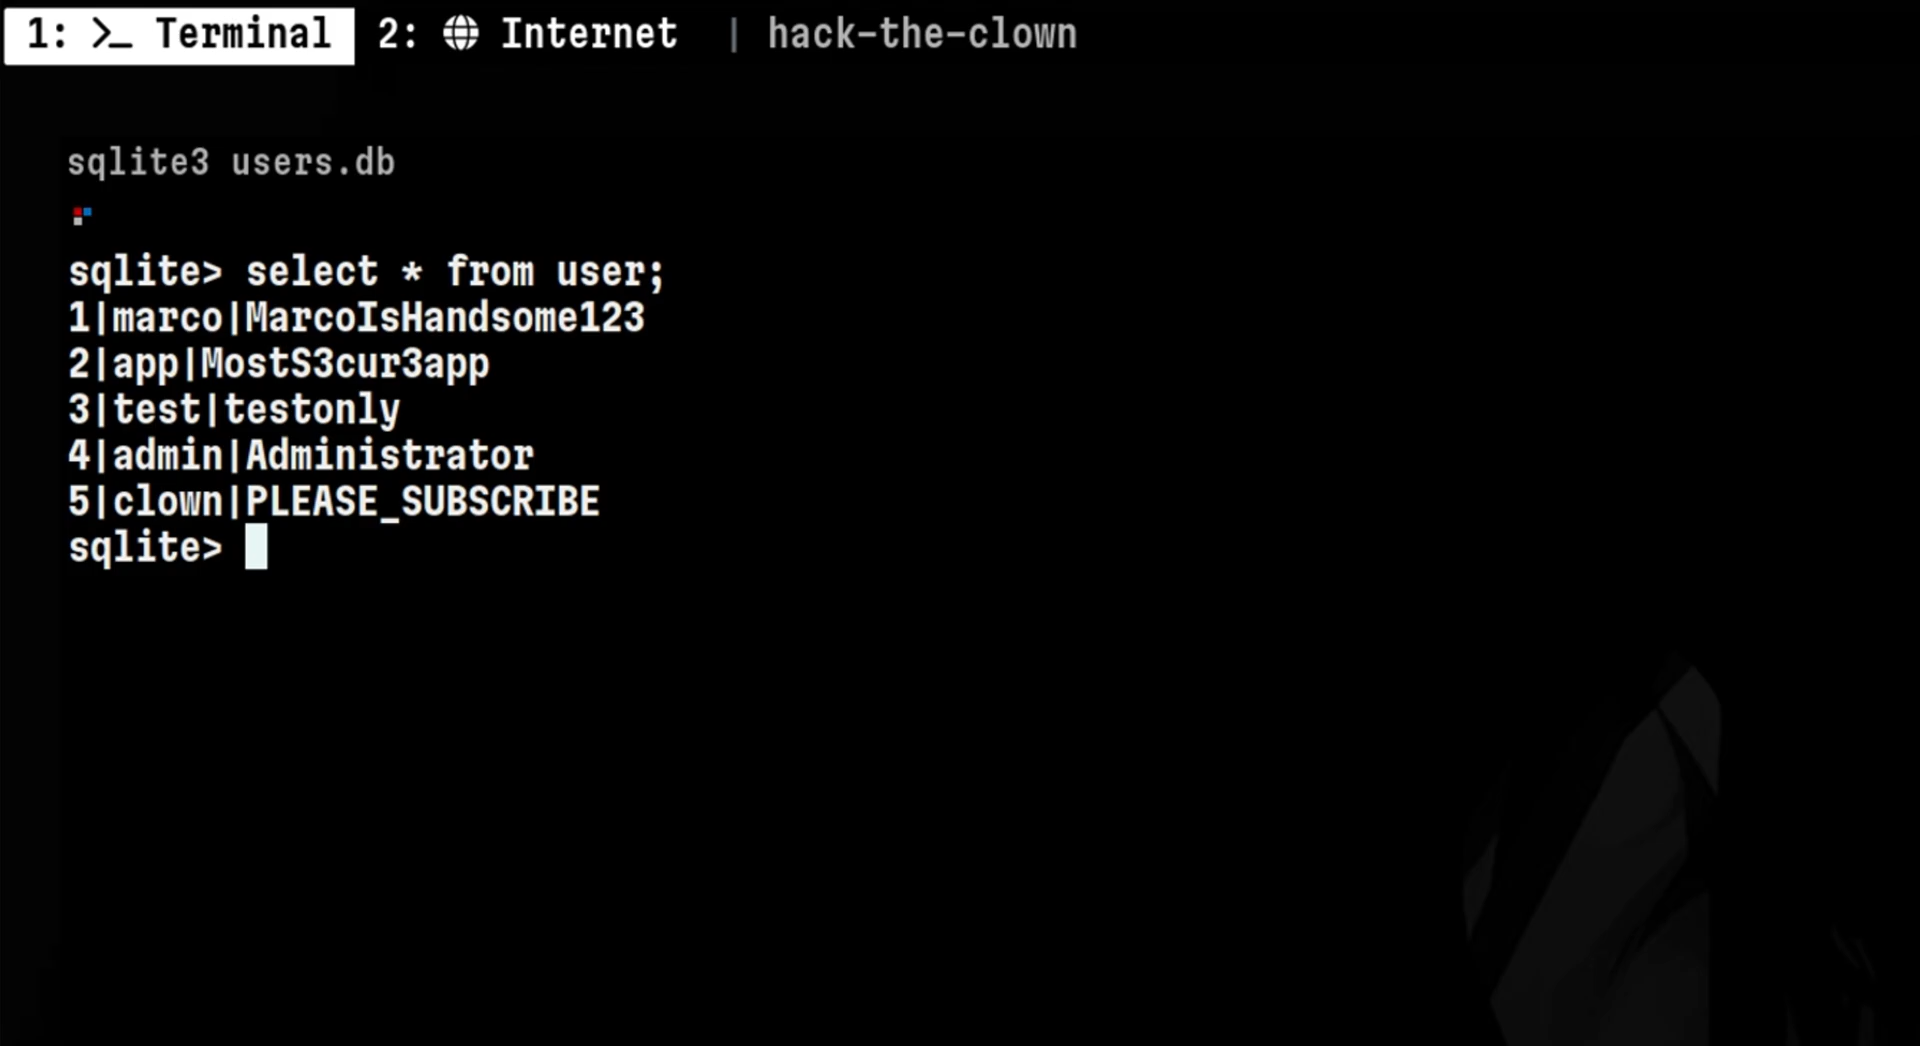 1: >_ Terminal 2: Internet | hack-the-clown
sqlite3 users.db
sqlite> select * from user;
1|marco|MarcoIsHandsome123
2|app|MostS3cur3app
3|test|testonly
4|admin|Administrator
5|clown|PLEASE_SUBSCRIBE
sqlite>